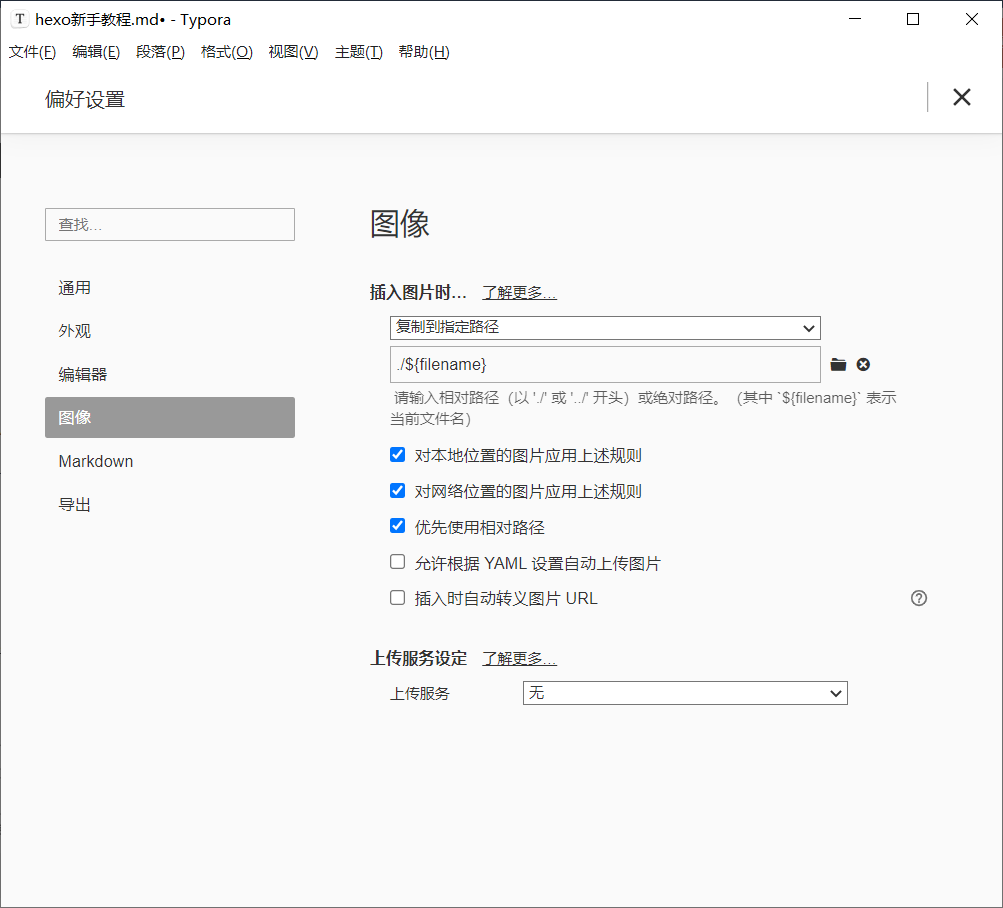 hexo新手教程.md• - Typora
文件(F) 编辑(E) 段落(P) 格式(O) 视图(V) 主题(T) 帮助(H)
偏好设置
查找...
通用
外观
编辑器
图像
Markdown
导出
图像
插入图片时... 了解更多...
复制到指定路径
./${filename}
请输入相对路径（以 './' 或 '../' 开头）或绝对路径。（其中 `${filename}` 表示
当前文件名）
对本地位置的图片应用上述规则
对网络位置的图片应用上述规则
优先使用相对路径
允许根据 YAML 设置自动上传图片
插入时自动转义图片 URL
上传服务设定 了解更多...
上传服务 无